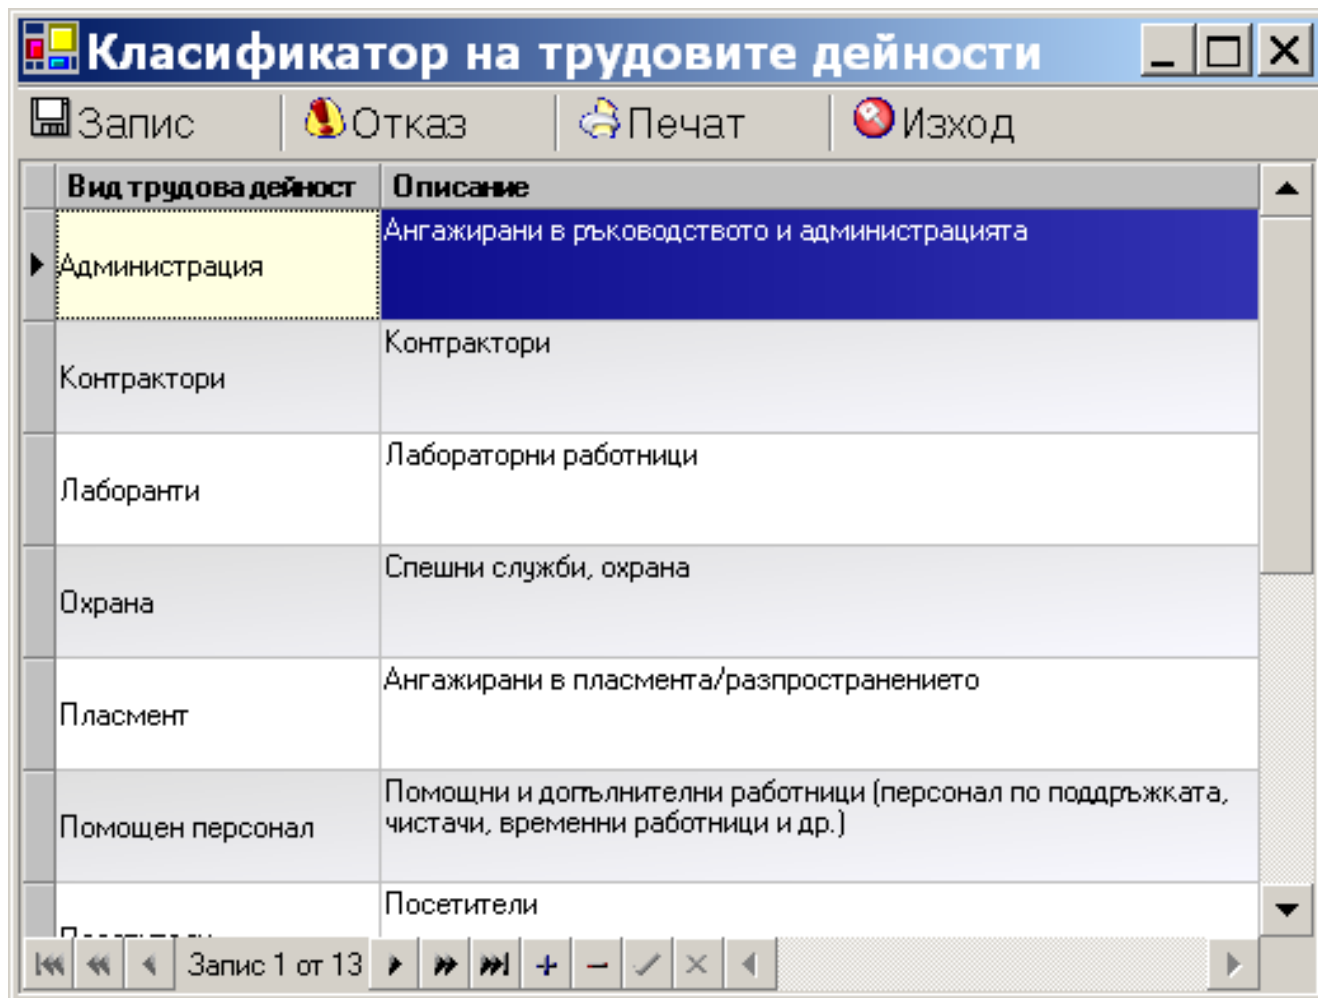 Класификатор на трудовите дейности
Запис Отказ Печат Изход
Вид трудова дейност Описание
Администрация Ангажирани в ръководството и администрацията
Контрактори Контрактори
Лаборанти Лабораторни работници
Охрана Спешни служби, охрана
Пласмент Ангажирани в пласмента/разпространението
Помощен персонал Помощни и допълнителни работници (персонал по поддръжката,
чистачи, временни работници и др.)
Посетители
Запис 1 от 13